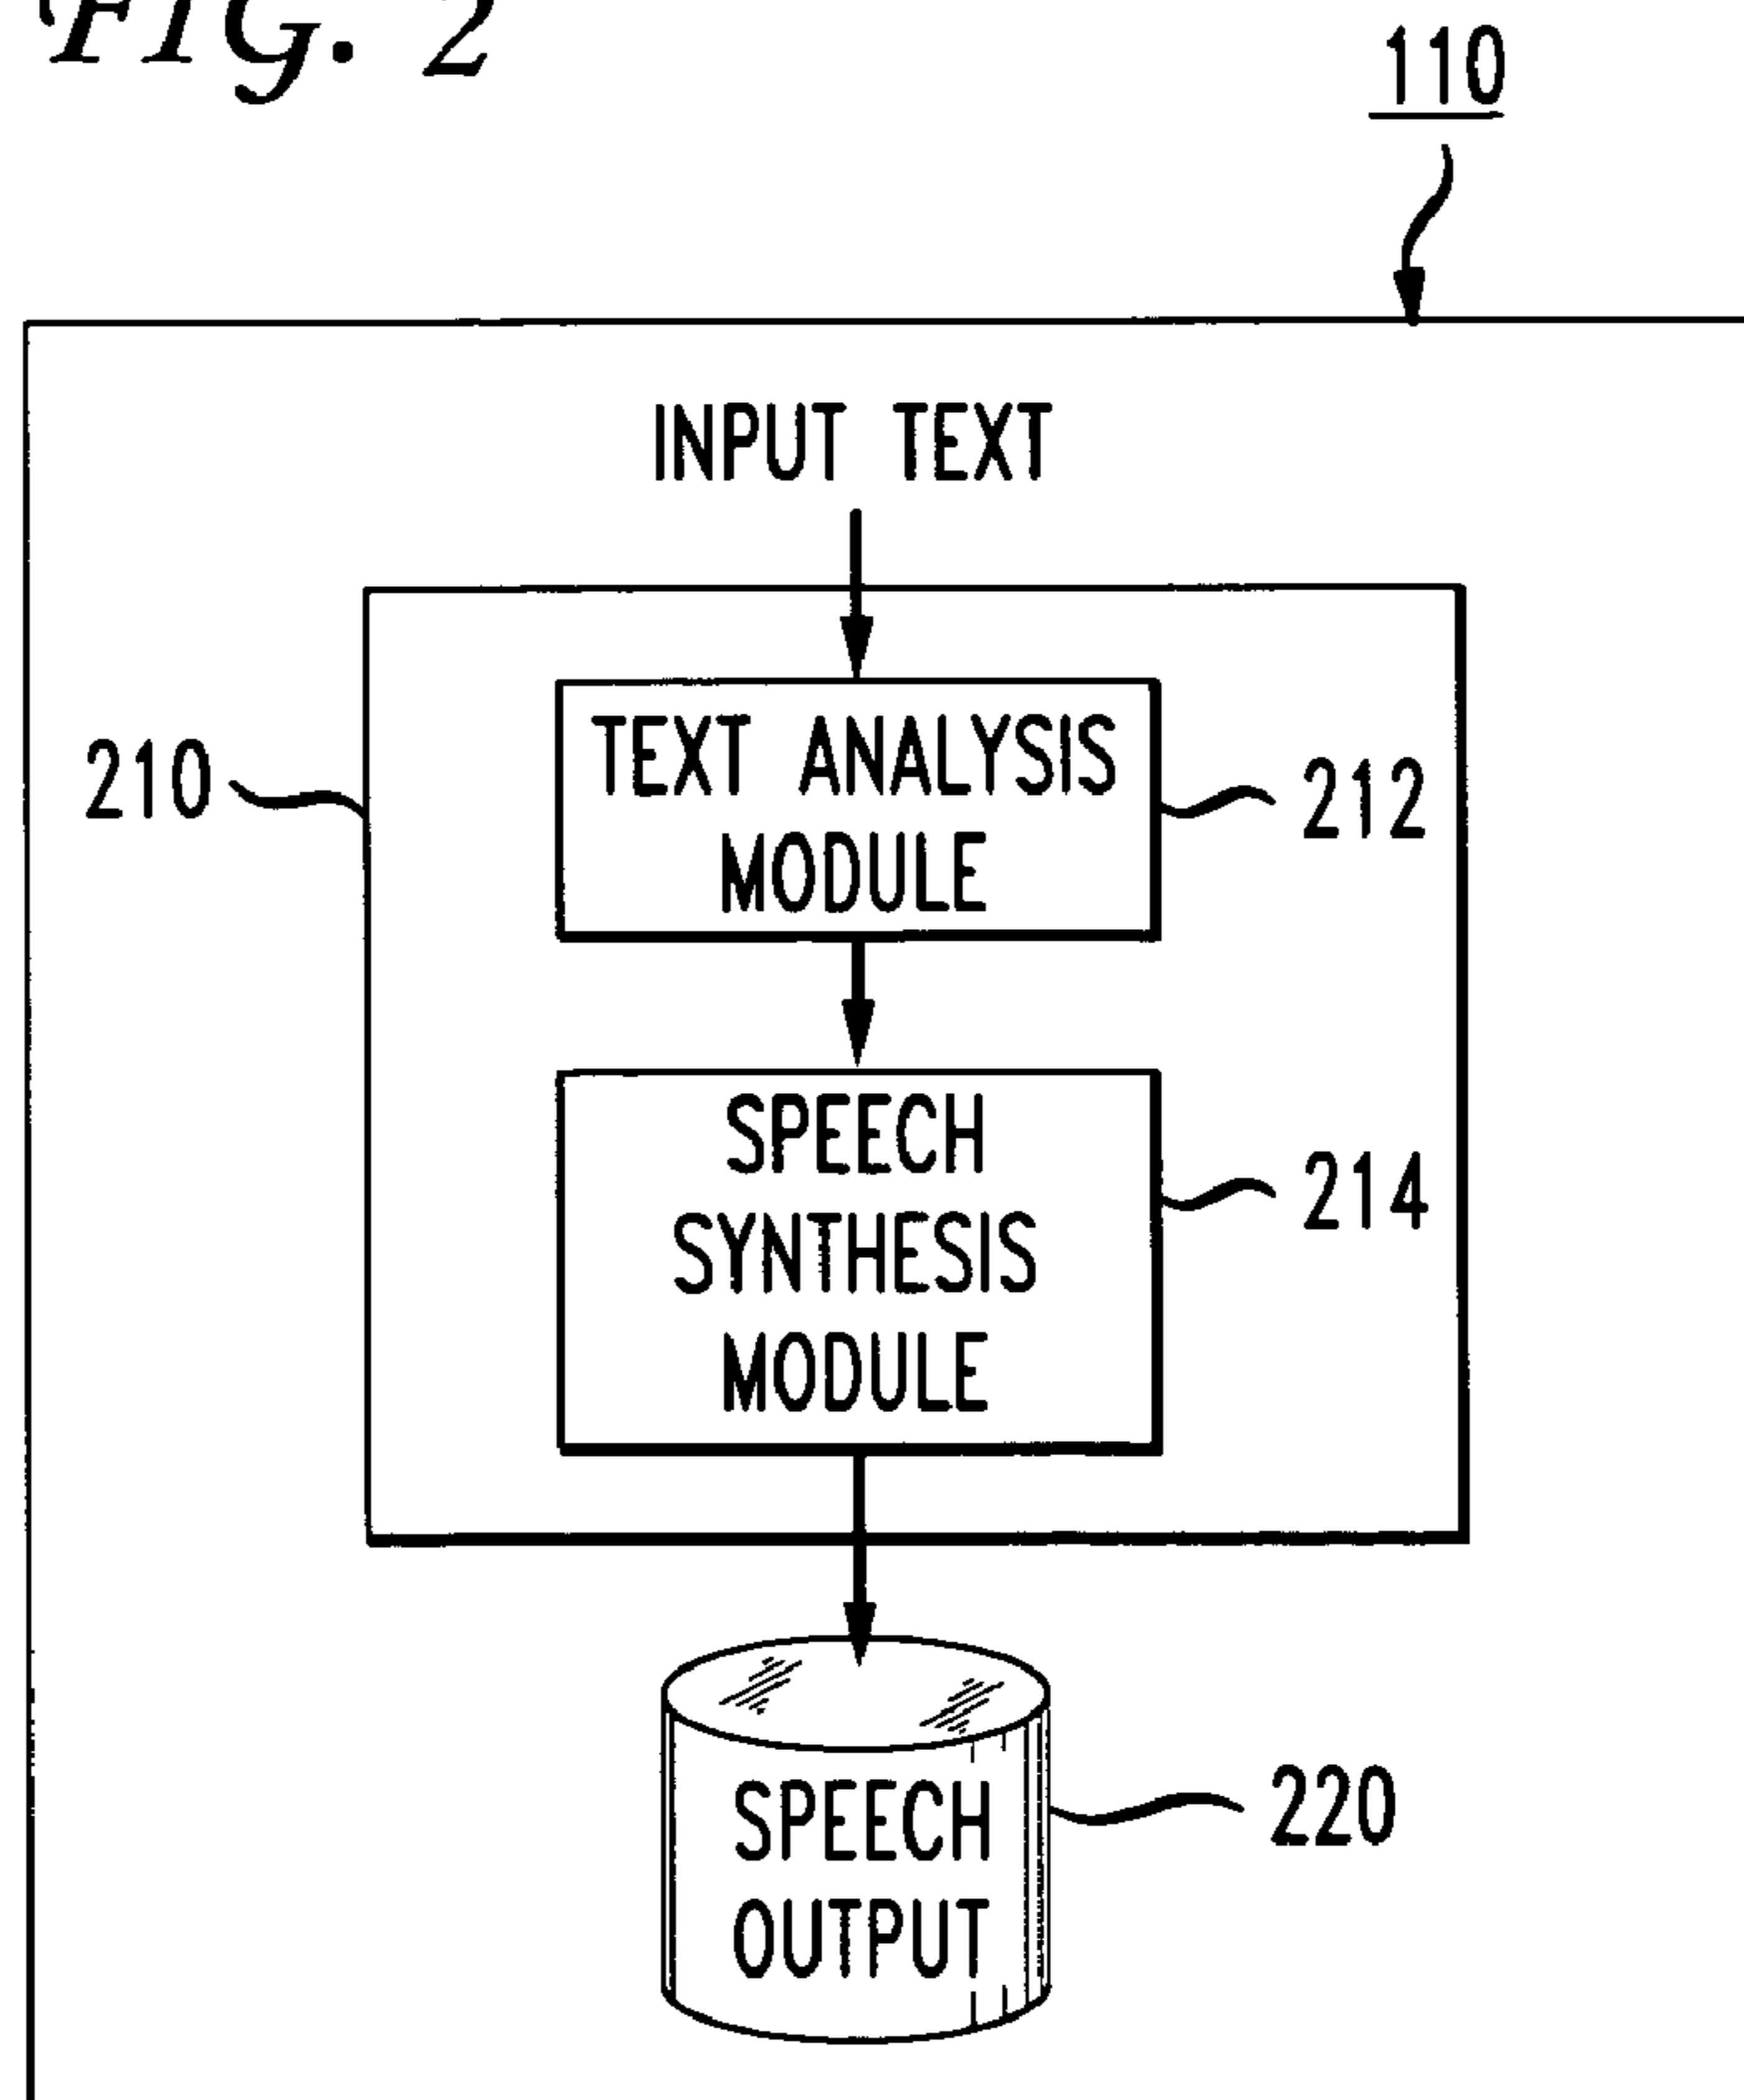 FIG. 2
110
INPUT TEXT
210
TEXT ANALYSIS
MODULE
212
SPEECH
SYNTHESIS
MODULE
214
SPEECH
OUTPUT
220